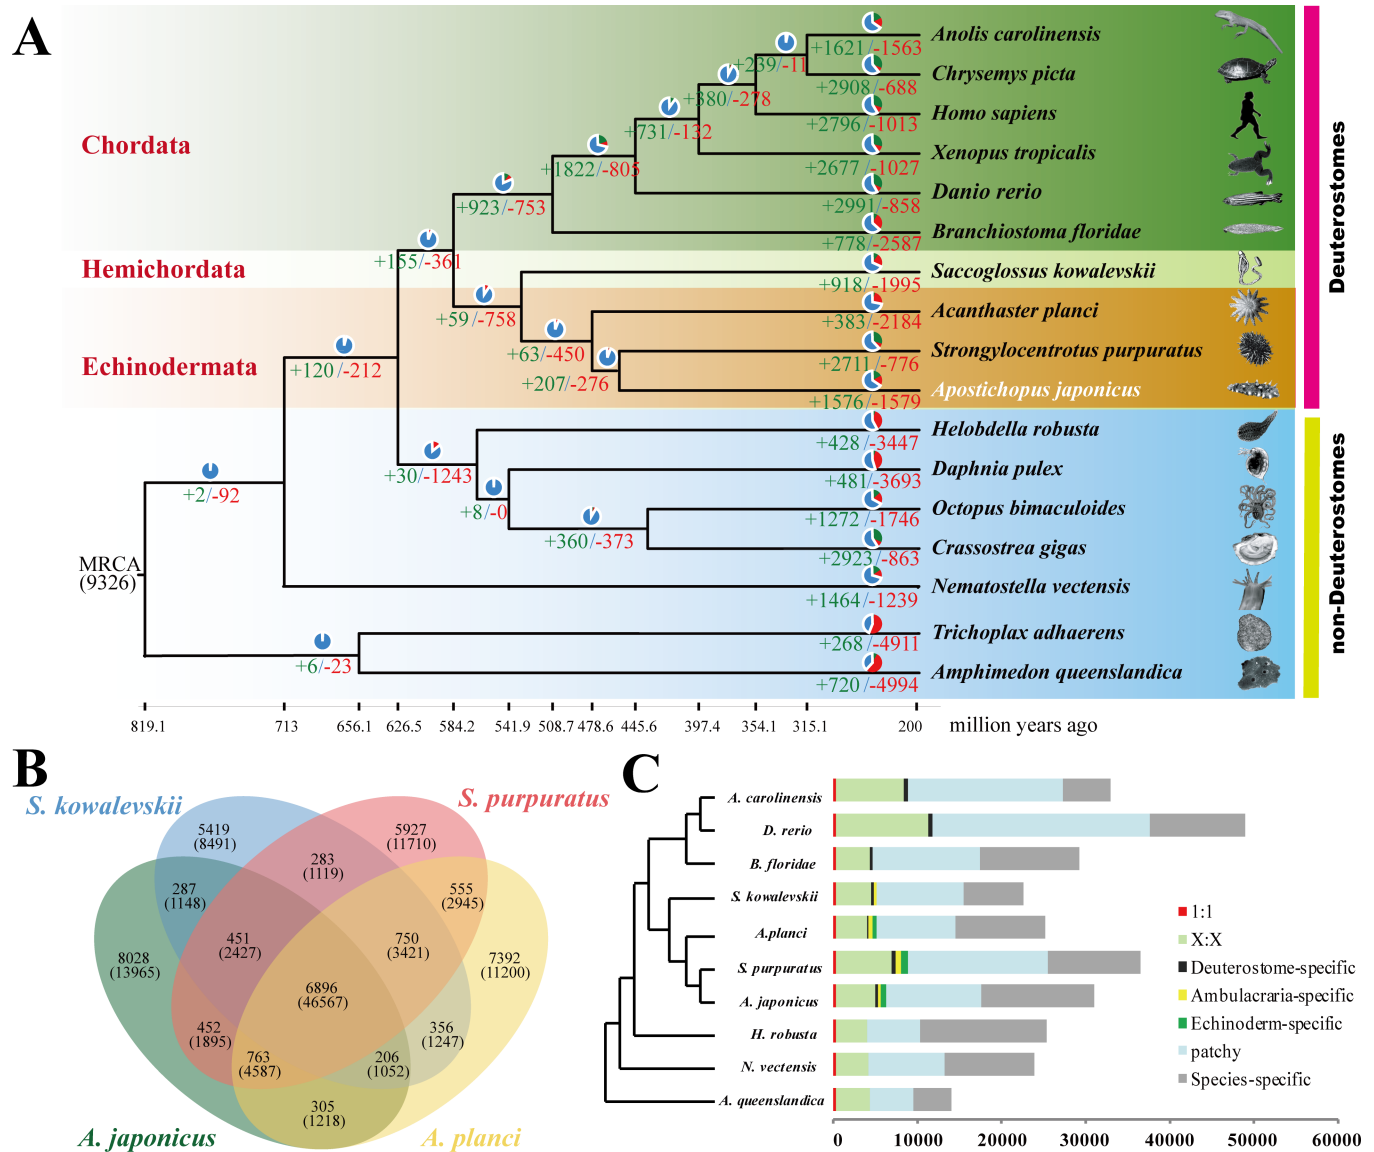 A
Chordata
Hemichordata
Echinodermata
+1621/-1563
Anolis carolinensis
+239/-11
+2908/-688
Chrysemys picta
+380/-278
+2796/-1013
Homo sapiens
+731/-132
+2677/-1027
Xenopus tropicalis
+1822/-805
+2991/-858
Danio rerio
+923/-753
+778/-2587
Branchiostoma floridae
+155/-361
+918/-1995
Saccoglossus kowalevskii
+59/-758
+383/-2184
Acanthaster planci
+63/-450
+2711/-776
Strongylocentrotus purpuratus
+120/-212
+207/-276
+1576/-1579
Apostichopus japonicus
+428/-3447
Helobdella robusta
+30/-1243
+481/-3693
Daphnia pulex
+2/-92
+8/-0
+1272/-1746
Octopus bimaculoides
+360/-373
+2923/-863
Crassostrea gigas
MRCA
(9326)
+1464/-1239
Nematostella vectensis
+268/-4911
Trichoplax adhaerens
+6/-23
+720/-4994
Amphimedon queenslandica
Deuterostomes
non-Deuterostomes
819.1 713 656.1 626.5 584.2 541.9 508.7 478.6 445.6 397.4 354.1 315.1 200 million years ago
B
S. kowalevskii
S. purpuratus
5419
(8491)
5927
(11710)
283
(1119)
287
(1148)
555
(2945)
451
(2427)
750
(3421)
8028
(13965)
7392
(11200)
6896
(46567)
452
(1895)
356
(1247)
763
(4587)
206
(1052)
305
(1218)
A. japonicus
A. planci
C
A. carolinensis
D. rerio
B. floridae
S. kowalevskii
A.planci
S. purpuratus
A. japonicus
H. robusta
N. vectensis
A. queenslandica
1:1
X:X
Deuterostome-specific
Ambulacraria-specific
Echinoderm-specific
patchy
Species-specific
0 10000 20000 30000 40000 50000 60000